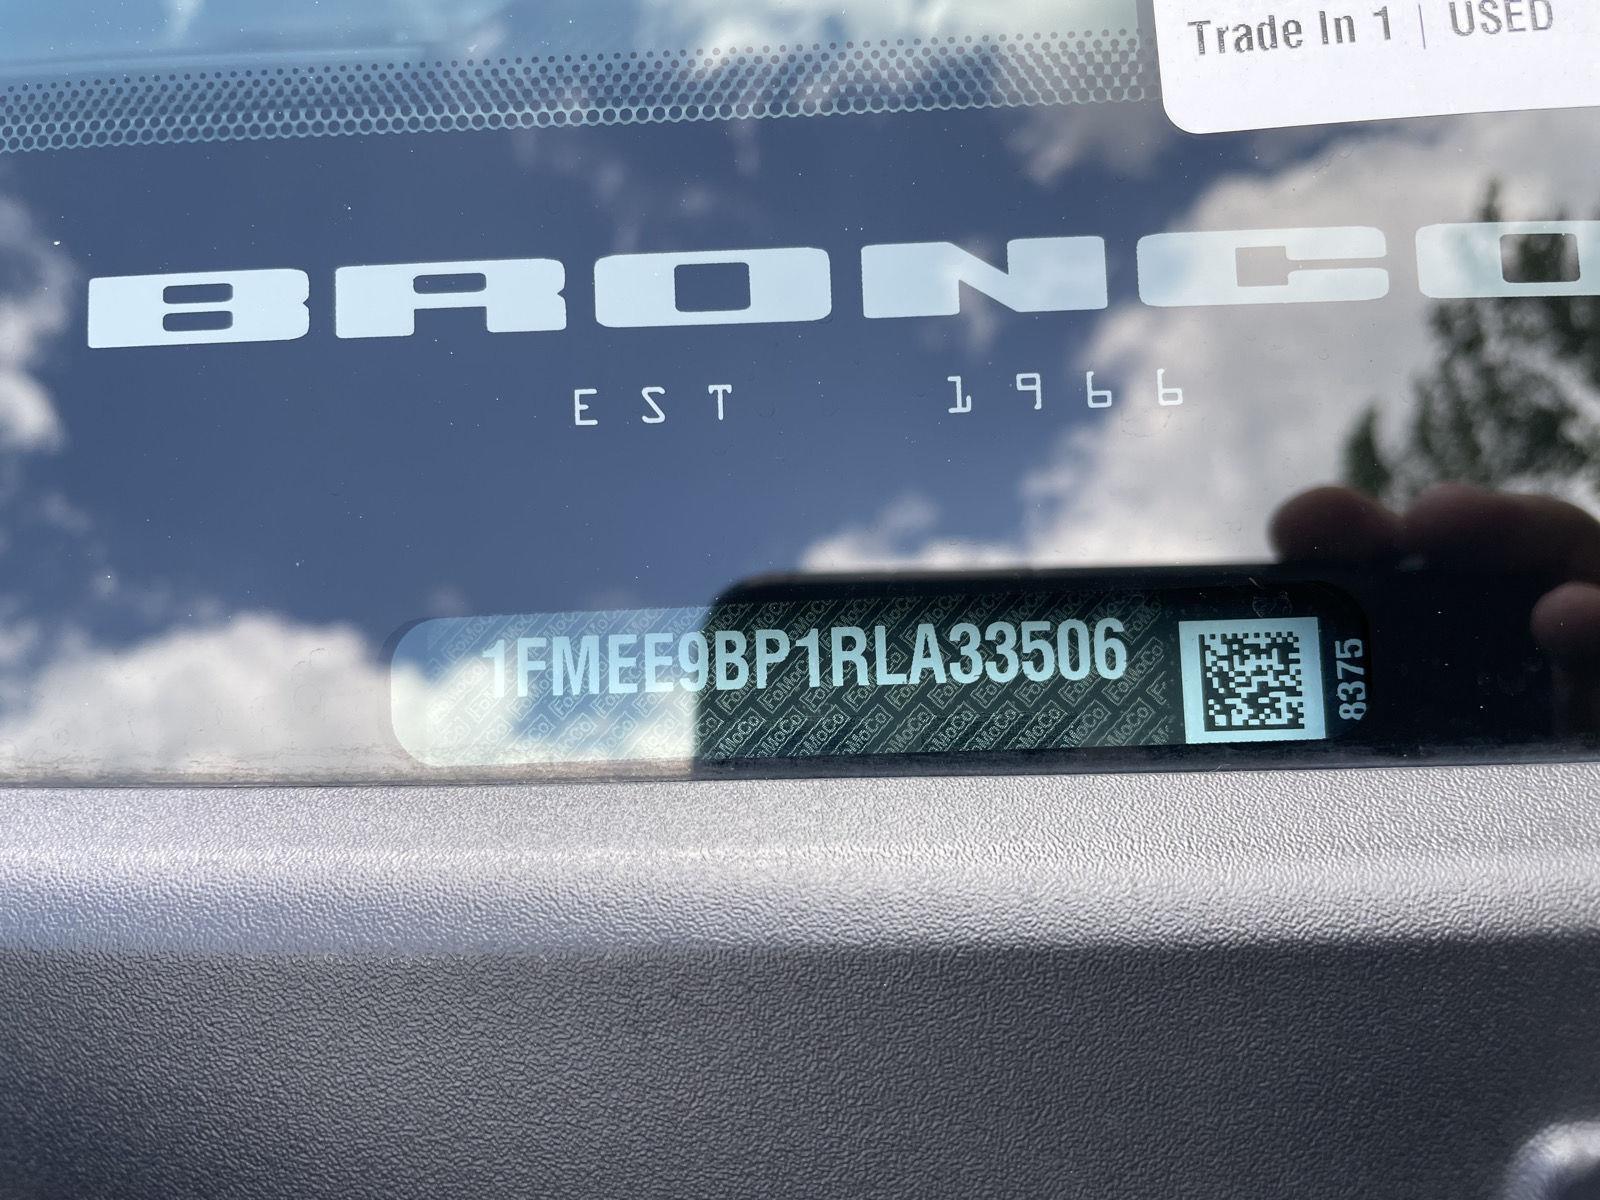 Trade In 1 | USED
BRONCO
EST 1966
1FMEE9BP1RLA33506
8375